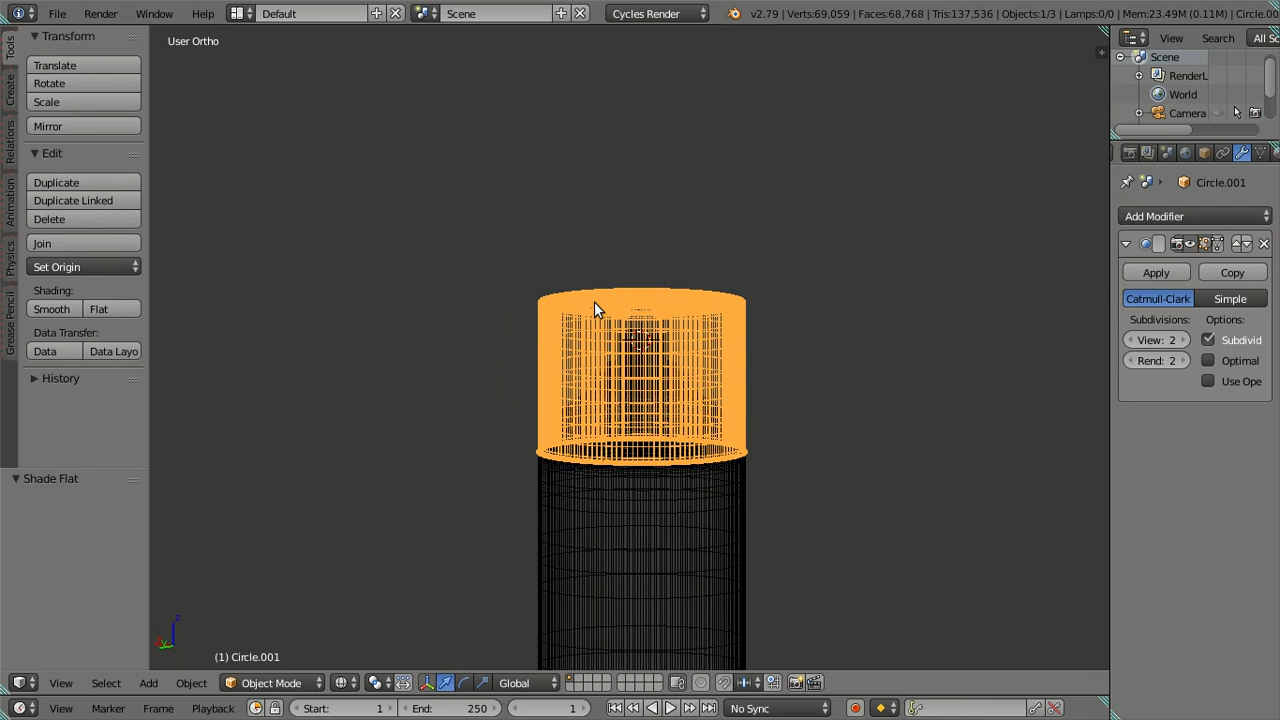 File Render Window Help Default Scene Cycles Render v2.79 | Verts:69,059 | Faces:68,768 | Tris:137,536 | Objects:1/3 | Lamps:0/0 | Mem:23.49M (0.11M) | Circle.00
Tools
Create
Relations
Animation
Physics
Grease Pencil
Transform
Translate
Rotate
Scale
Mirror
Edit
Duplicate
Duplicate Linked
Delete
Join
Set Origin
Shading:
Smooth Flat
Data Transfer:
Data Data Layo
History
Shade Flat
User Ortho
z
y
(1) Circle.001
View Search All Sc
Scene
RenderL
World
Camera
Circle.001
Add Modifier
Apply Copy
Catmull-Clark Simple
Subdivisions: Options:
View: 2 Subdivid
Rend: 2 Optimal
Use Ope
View Select Add Object Object Mode Global
View Marker Frame Playback Start: 1 End: 250 1 No Sync